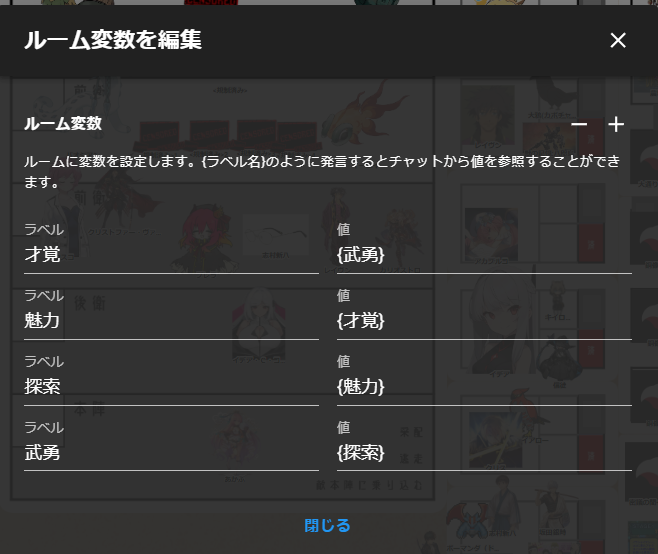 ルーム変数を編集
ルーム変数
ルームに変数を設定します。{ラベル名}のように発言するとチャットから値を参照することができ
ます。
ラベル 値
才覚 {武勇}
ラベル 値
魅力 {才覚}
ラベル 値
探索 {魅力}
ラベル 値
武勇 {探索}
後衛
本陣
閉じる